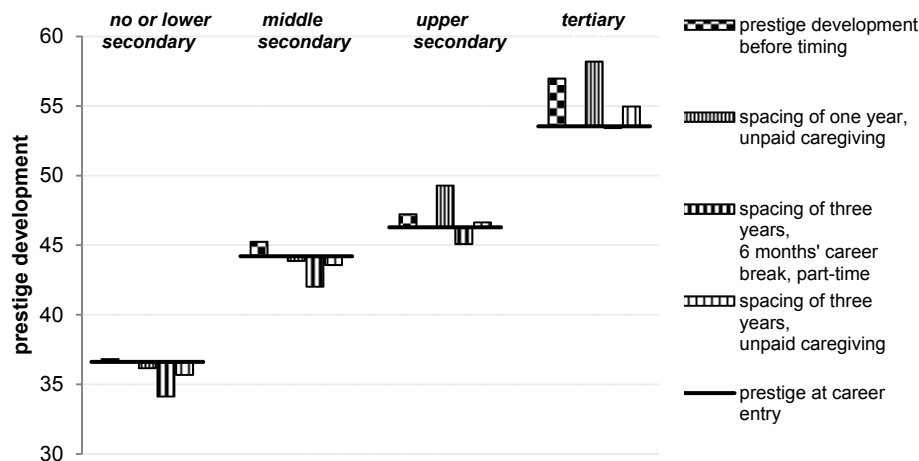 no or lower secondary
middle secondary
upper secondary
tertiary
prestige development
60
55
50
45
40
35
30
prestige development
before timing
spacing of one year,
unpaid caregiving
spacing of three
years,
6 months' career
break, part-time
spacing of three
years,
unpaid caregiving
prestige at career
entry